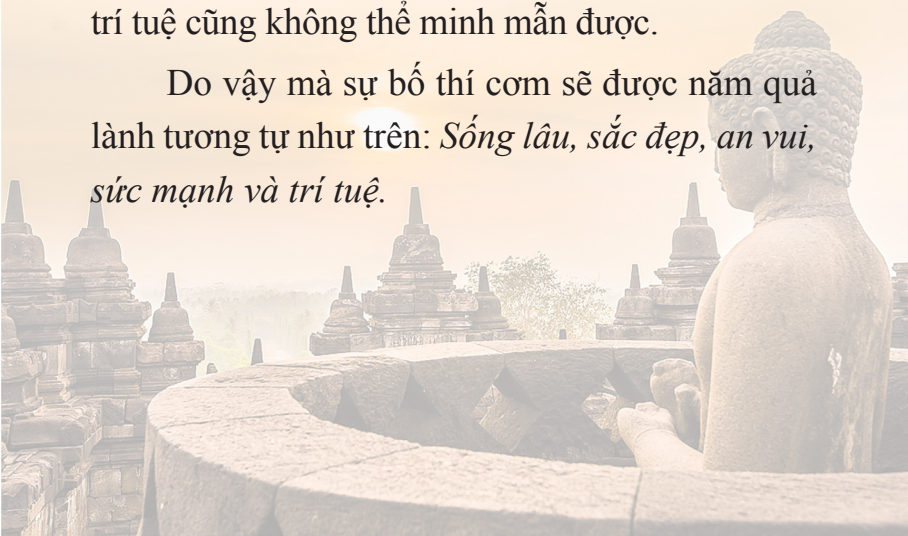 trí tuệ cũng không thể minh mẫn được.
Do vậy mà sự bố thí cơm sẽ được năm quả
lành tương tự như trên: Sống lâu, sắc đẹp, an vui,
sức mạnh và trí tuệ.